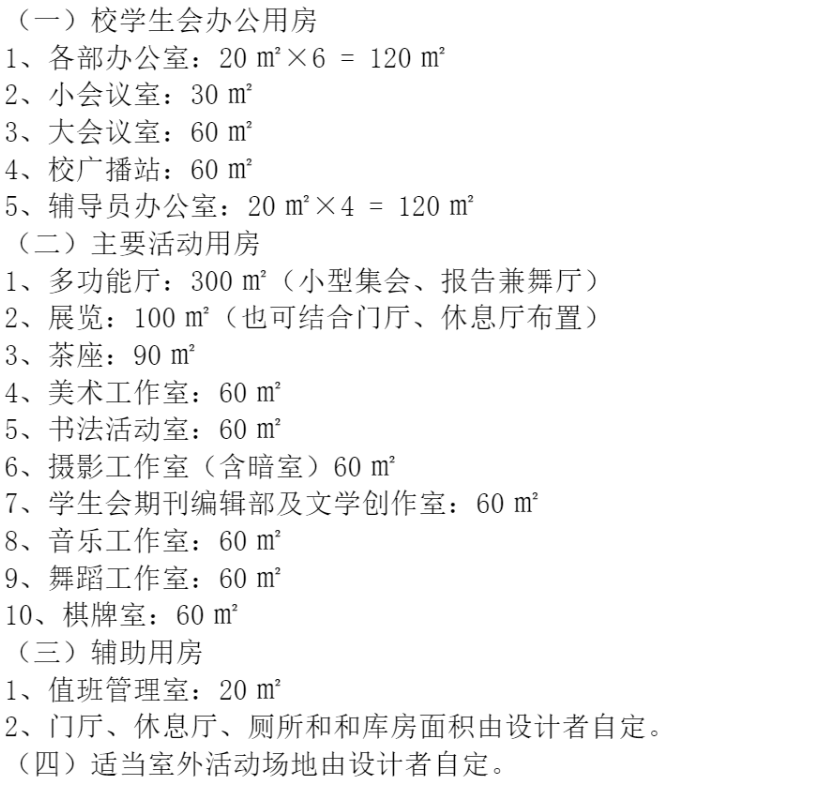 （一）校学生会办公用房
1、各部办公室：20 ㎡×6 = 120 ㎡
2、小会议室：30 ㎡
3、大会议室：60 ㎡
4、校广播站：60 ㎡
5、辅导员办公室：20 ㎡×4 = 120 ㎡
（二）主要活动用房
1、多功能厅：300 ㎡（小型集会、报告兼舞厅）
2、展览：100 ㎡（也可结合门厅、休息厅布置）
3、茶座：90 ㎡
4、美术工作室：60 ㎡
5、书法活动室：60 ㎡
6、摄影工作室（含暗室）60 ㎡
7、学生会期刊编辑部及文学创作室：60 ㎡
8、音乐工作室：60 ㎡
9、舞蹈工作室：60 ㎡
10、棋牌室：60 ㎡
（三）辅助用房
1、值班管理室：20 ㎡
2、门厅、休息厅、厕所和和库房面积由设计者自定。
（四）适当室外活动场地由设计者自定。